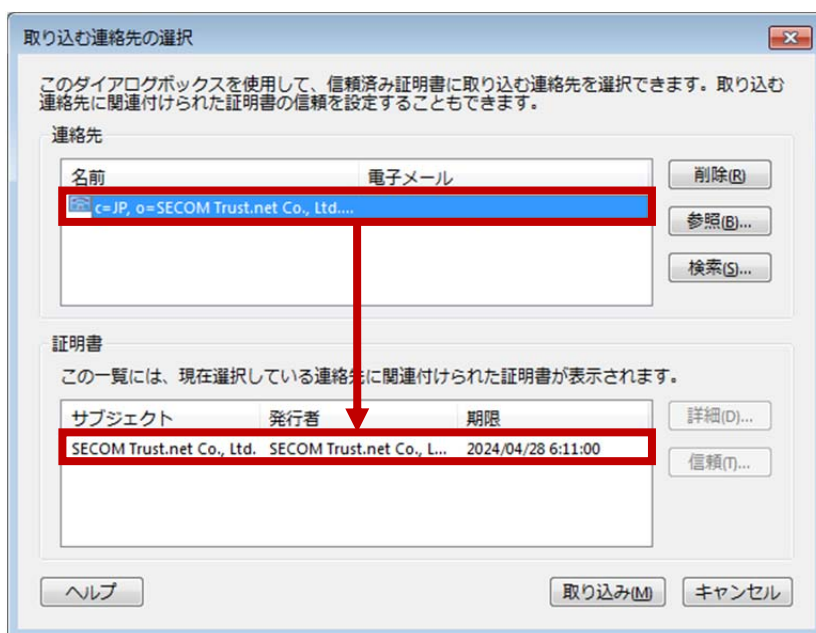 取り込む連絡先の選択
このダイアログボックスを使用して、信頼済み証明書に取り込む連絡先を選択できます。取り込む
連絡先に関連付けられた証明書の信頼を設定することもできます。
連絡先
名前 電子メール
c=JP, o=SECOM Trust.net Co., Ltd....
削除(R)
参照(B)...
検索(S)...
証明書
この一覧には、現在選択している連絡先に関連付けられた証明書が表示されます。
サブジェクト 発行者 期限
SECOM Trust.net Co., Ltd. SECOM Trust.net Co., L... 2024/04/28 6:11:00
詳細(D)...
信頼(T)...
ヘルプ 取り込み(M) キャンセル